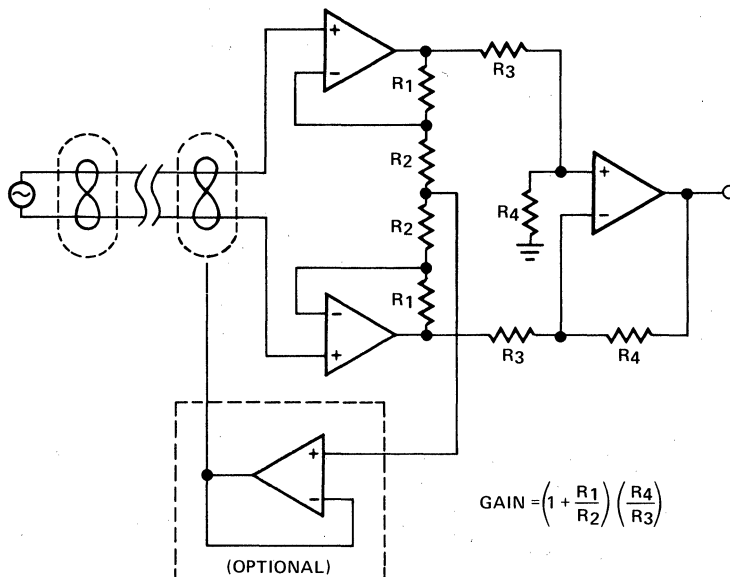 +
−
R1
R3
R2
R4
+
−
R2
−
+
R1
R3
R4
+
−
GAIN = (1 + R1/R2) (R4/R3)
(OPTIONAL)